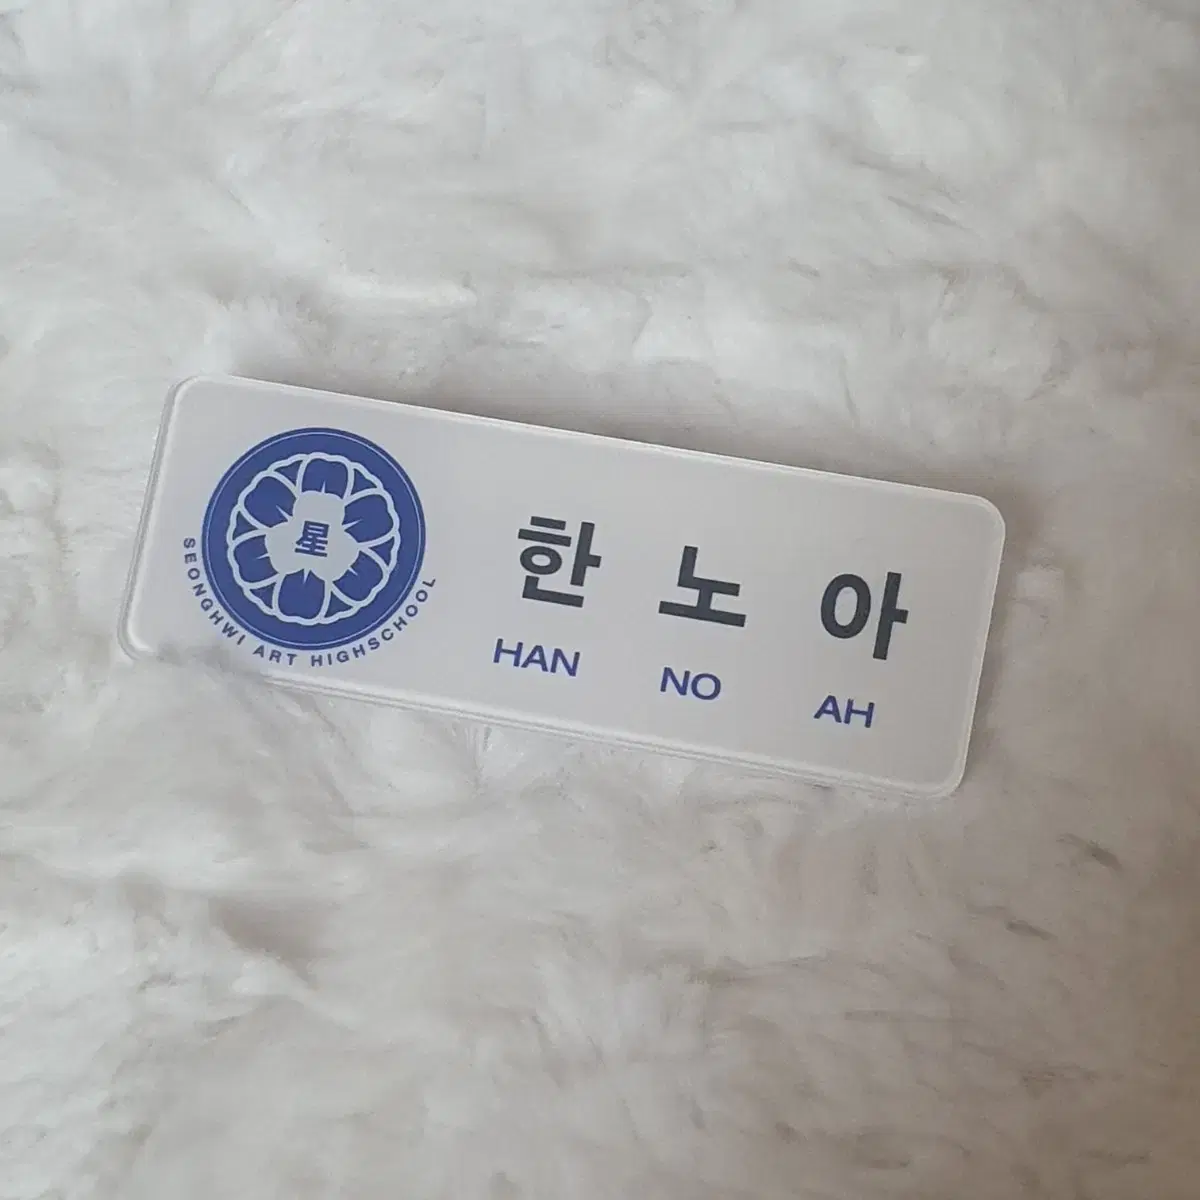 星
SEONGHWI ART HIGHSCHOOL
한 노 아
HAN NO AH